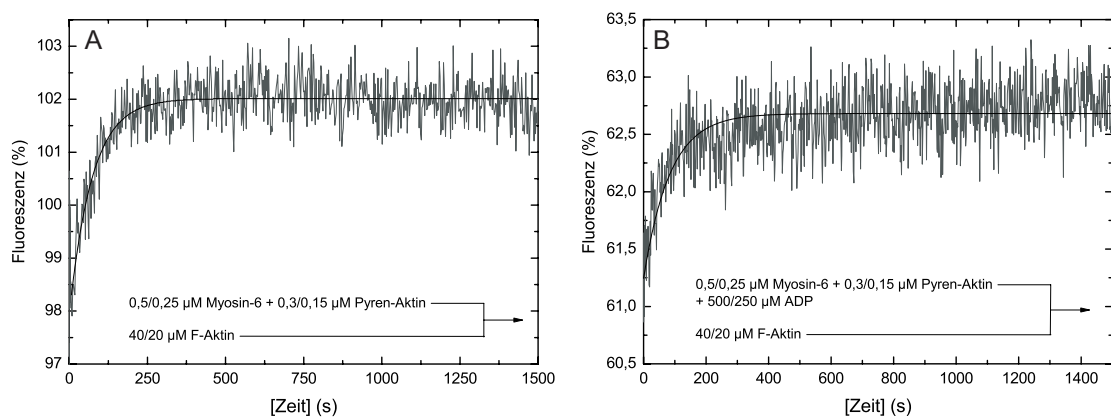 A
103
102
101
100
99
98
97
Fluoreszenz (%)
0,5/0,25 µM Myosin-6 + 0,3/0,15 µM Pyren-Aktin
40/20 µM F-Aktin
0 250 500 750 1000 1250 1500
[Zeit] (s)
B
63,5
63,0
62,5
62,0
61,5
61,0
60,5
Fluoreszenz (%)
0,5/0,25 µM Myosin-6 + 0,3/0,15 µM Pyren-Aktin
+ 500/250 µM ADP
40/20 µM F-Aktin
0 200 400 600 800 1000 1200 1400
[Zeit] (s)